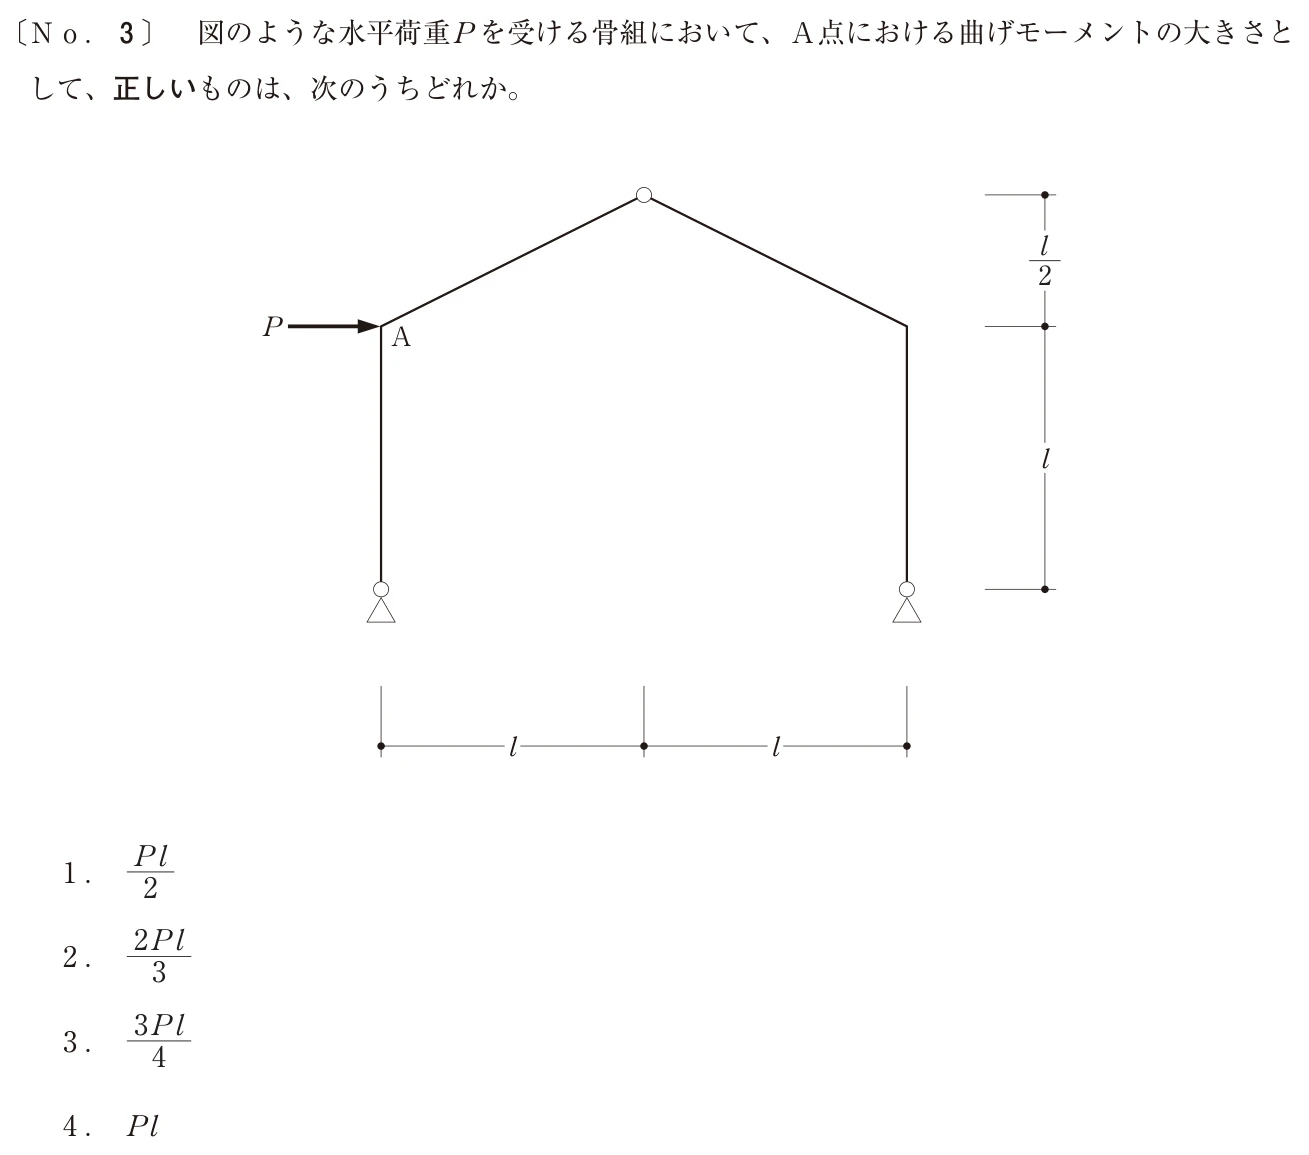 〔Ｎｏ．３〕　図のような水平荷重Pを受ける骨組において、Ａ点における曲げモーメントの大きさと
して、正しいものは、次のうちどれか。
l/2
P
A
l
l
l
１．　Pl/2
２．　2Pl/3
３．　3Pl/4
４．　Pl